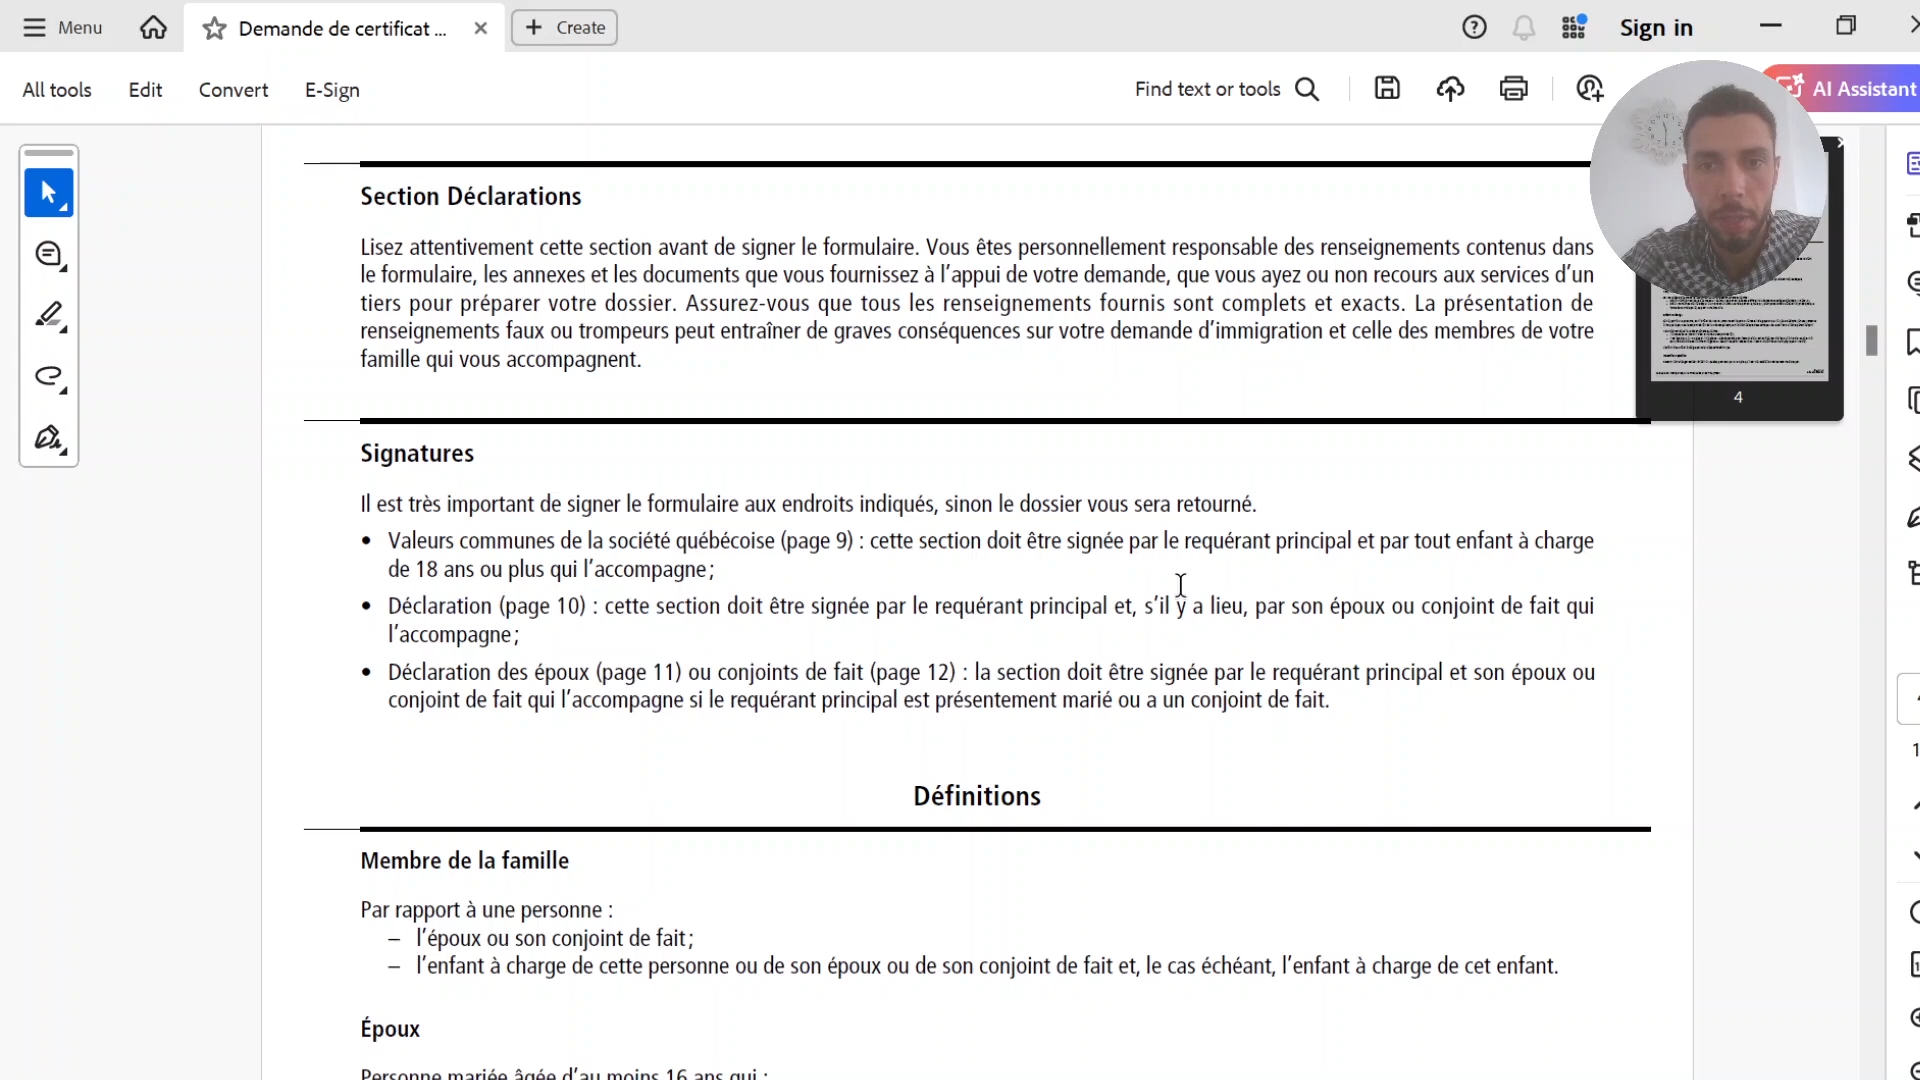 Menu
Demande de certificat ...
Create
Sign in
All tools
Edit
Convert
E-Sign
Find text or tools
AI Assistant
Section Déclarations
Lisez attentivement cette section avant de signer le formulaire. Vous êtes personnellement responsable des renseignements contenus dans
le formulaire, les annexes et les documents que vous fournissez à l’appui de votre demande, que vous ayez ou non recours aux services d’un
tiers pour préparer votre dossier. Assurez-vous que tous les renseignements fournis sont complets et exacts. La présentation de
renseignements faux ou trompeurs peut entraîner de graves conséquences sur votre demande d’immigration et celle des membres de votre
famille qui vous accompagnent.
4
Signatures
Il est très important de signer le formulaire aux endroits indiqués, sinon le dossier vous sera retourné.
• Valeurs communes de la société québécoise (page 9) : cette section doit être signée par le requérant principal et par tout enfant à charge
de 18 ans ou plus qui l’accompagne;
• Déclaration (page 10) : cette section doit être signée par le requérant principal et, s’il y a lieu, par son époux ou conjoint de fait qui
l’accompagne;
• Déclaration des époux (page 11) ou conjoints de fait (page 12) : la section doit être signée par le requérant principal et son époux ou
conjoint de fait qui l’accompagne si le requérant principal est présentement marié ou a un conjoint de fait.
Définitions
Membre de la famille
Par rapport à une personne :
– l’époux ou son conjoint de fait;
– l’enfant à charge de cette personne ou de son époux ou de son conjoint de fait et, le cas échéant, l’enfant à charge de cet enfant.
Époux
Personne mariée âgée d’au moins 16 ans qui :